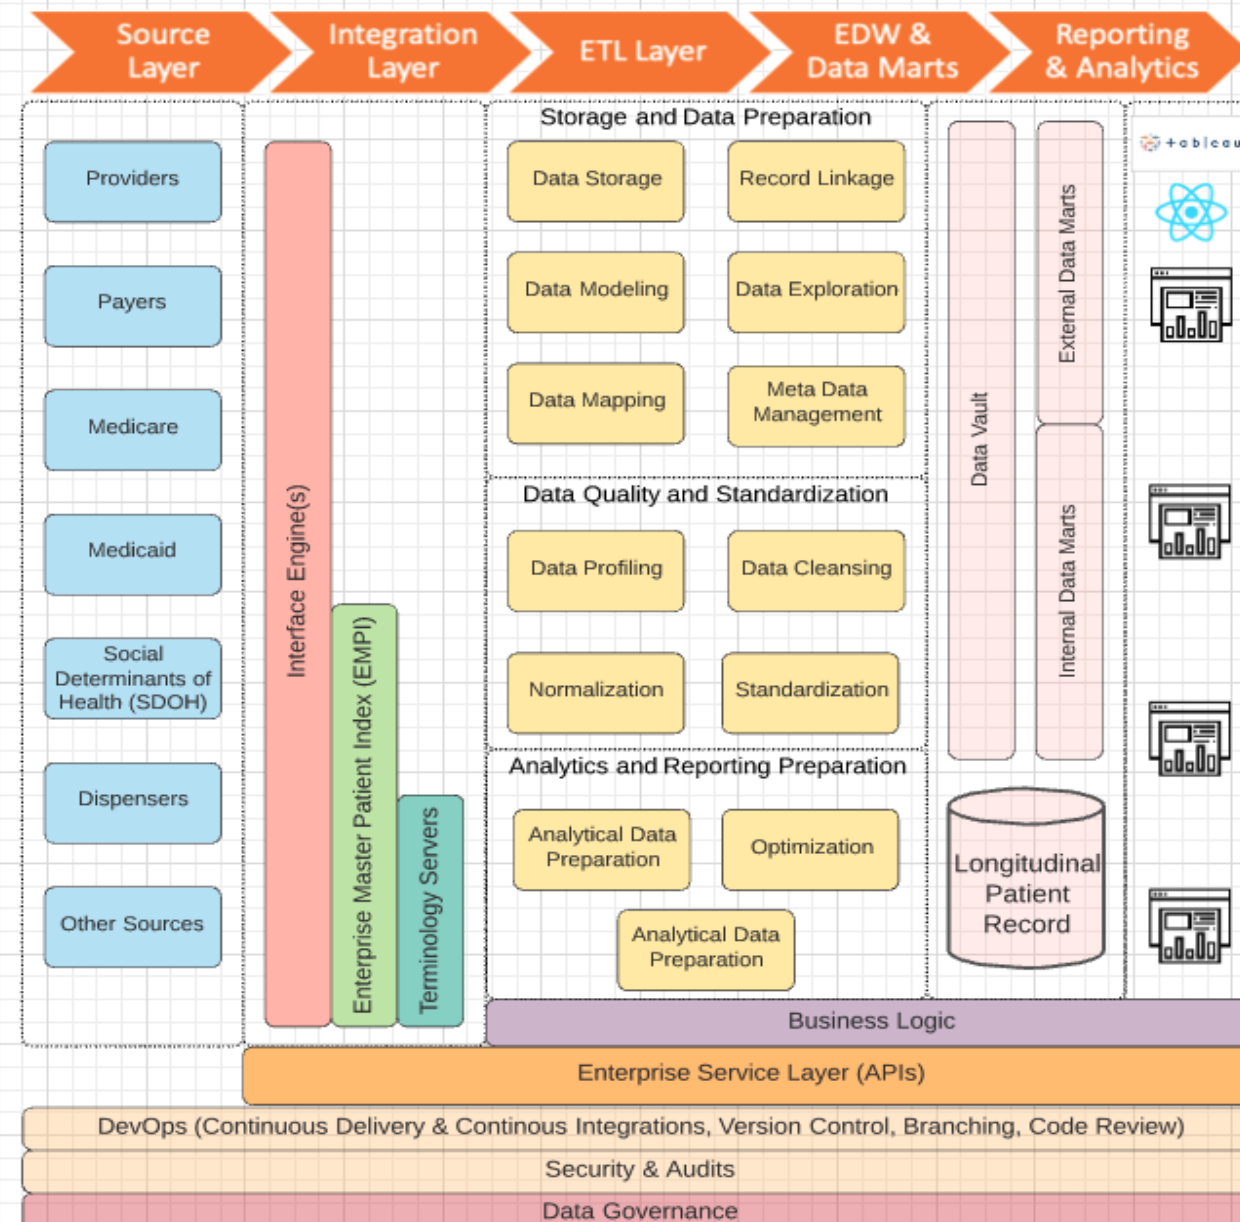 Source
Layer
Integration
Layer
ETL Layer
EDW &
Data Marts
Reporting
& Analytics
Providers
Payers
Medicare
Medicaid
Social
Determinants of
Health (SDOH)
Dispensers
Other Sources
Interface Engine(s)
Enterprise Master Patient Index (EMPI)
Terminology Servers
Storage and Data Preparation
Data Storage
Record Linkage
Data Modeling
Data Exploration
Data Mapping
Meta Data
Management
Data Quality and Standardization
Data Profiling
Data Cleansing
Normalization
Standardization
Analytics and Reporting Preparation
Analytical Data
Preparation
Optimization
Analytical Data
Preparation
Data Vault
External Data Marts
Internal Data Marts
Longitudinal
Patient
Record
+ableau
Business Logic
Enterprise Service Layer (APIs)
DevOps (Continuous Delivery & Continous Integrations, Version Control, Branching, Code Review)
Security & Audits
Data Governance